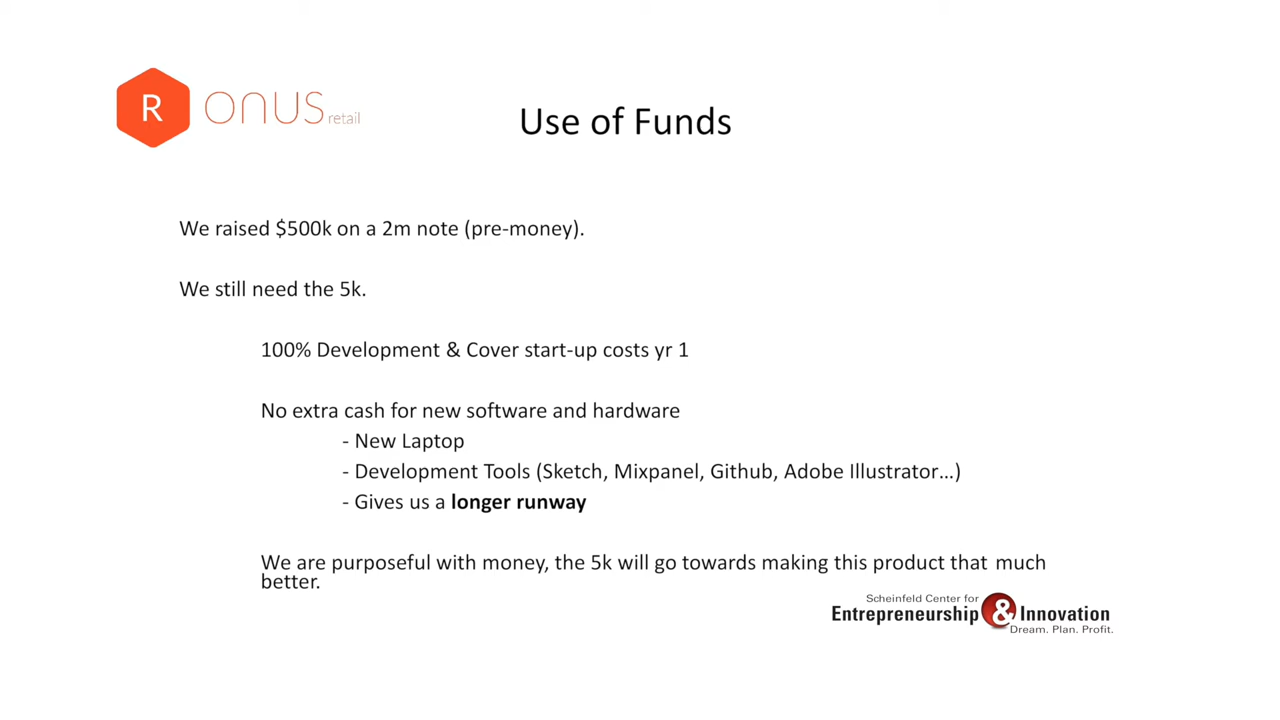 R onus retail
Use of Funds
We raised $500k on a 2m note (pre-money).
We still need the 5k.
100% Development & Cover start-up costs yr 1
No extra cash for new software and hardware
- New Laptop
- Development Tools (Sketch, Mixpanel, Github, Adobe Illustrator…)
- Gives us a longer runway
We are purposeful with money, the 5k will go towards making this product that much
better.
Scheinfeld Center for
Entrepreneurship & Innovation
Dream. Plan. Profit.